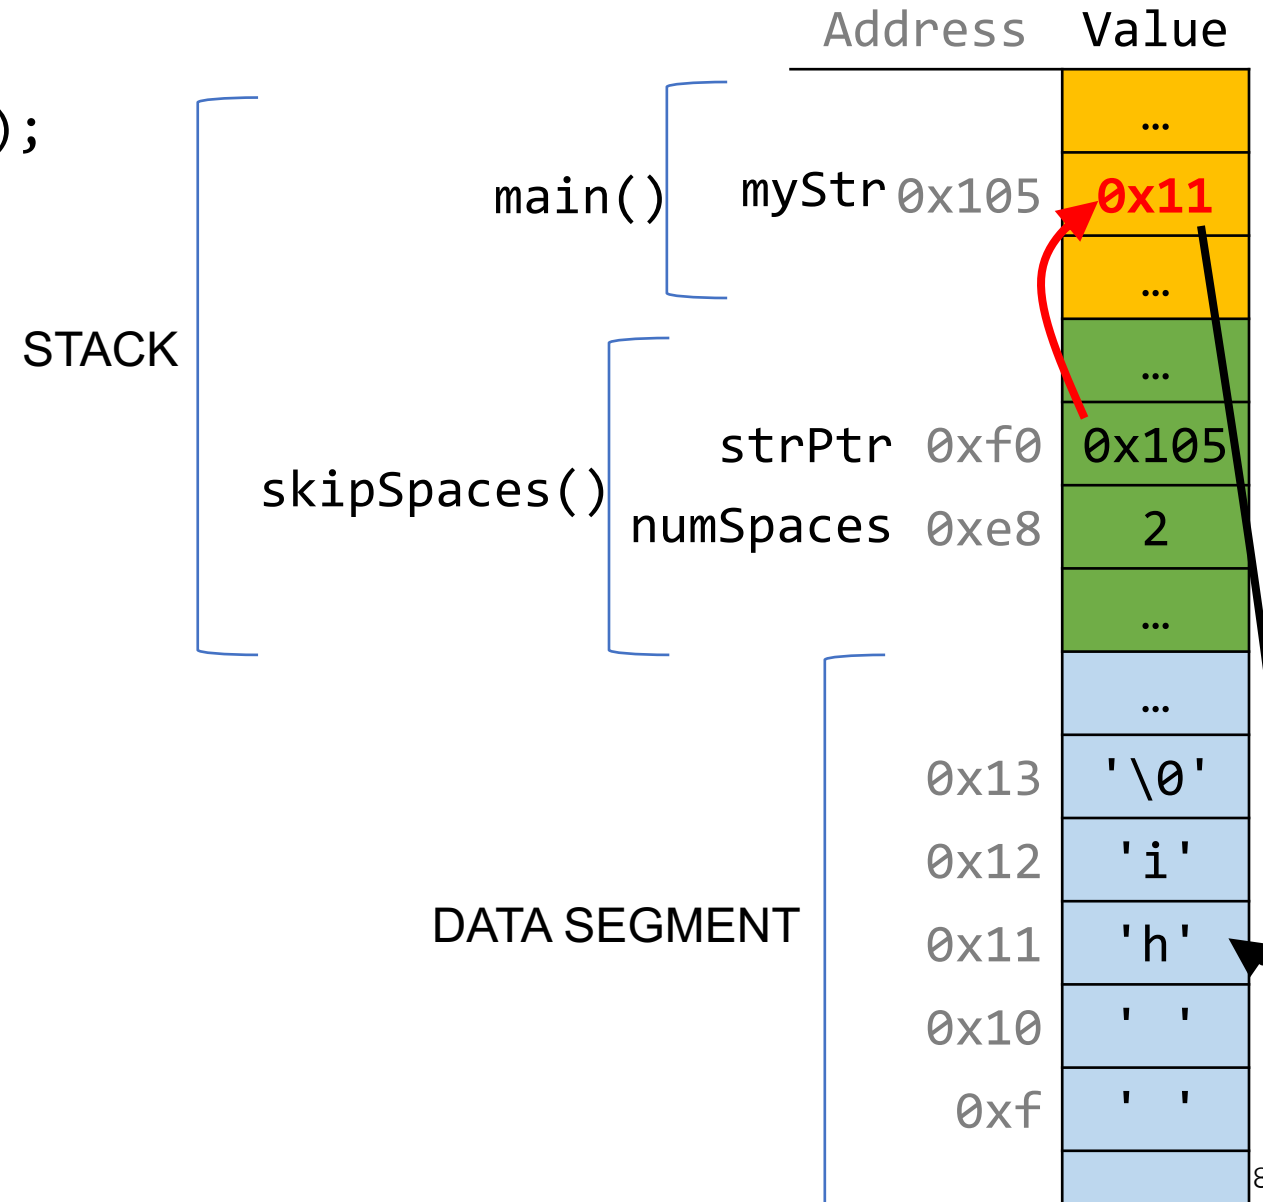 Address Value
);
…
main() myStr 0x105 0x11
…
STACK
…
strPtr 0xf0 0x105
skipSpaces()
numSpaces 0xe8 2
…
…
0x13 '\0'
0x12 'i'
DATA SEGMENT
0x11 'h'
0x10 ' '
0xf ' '